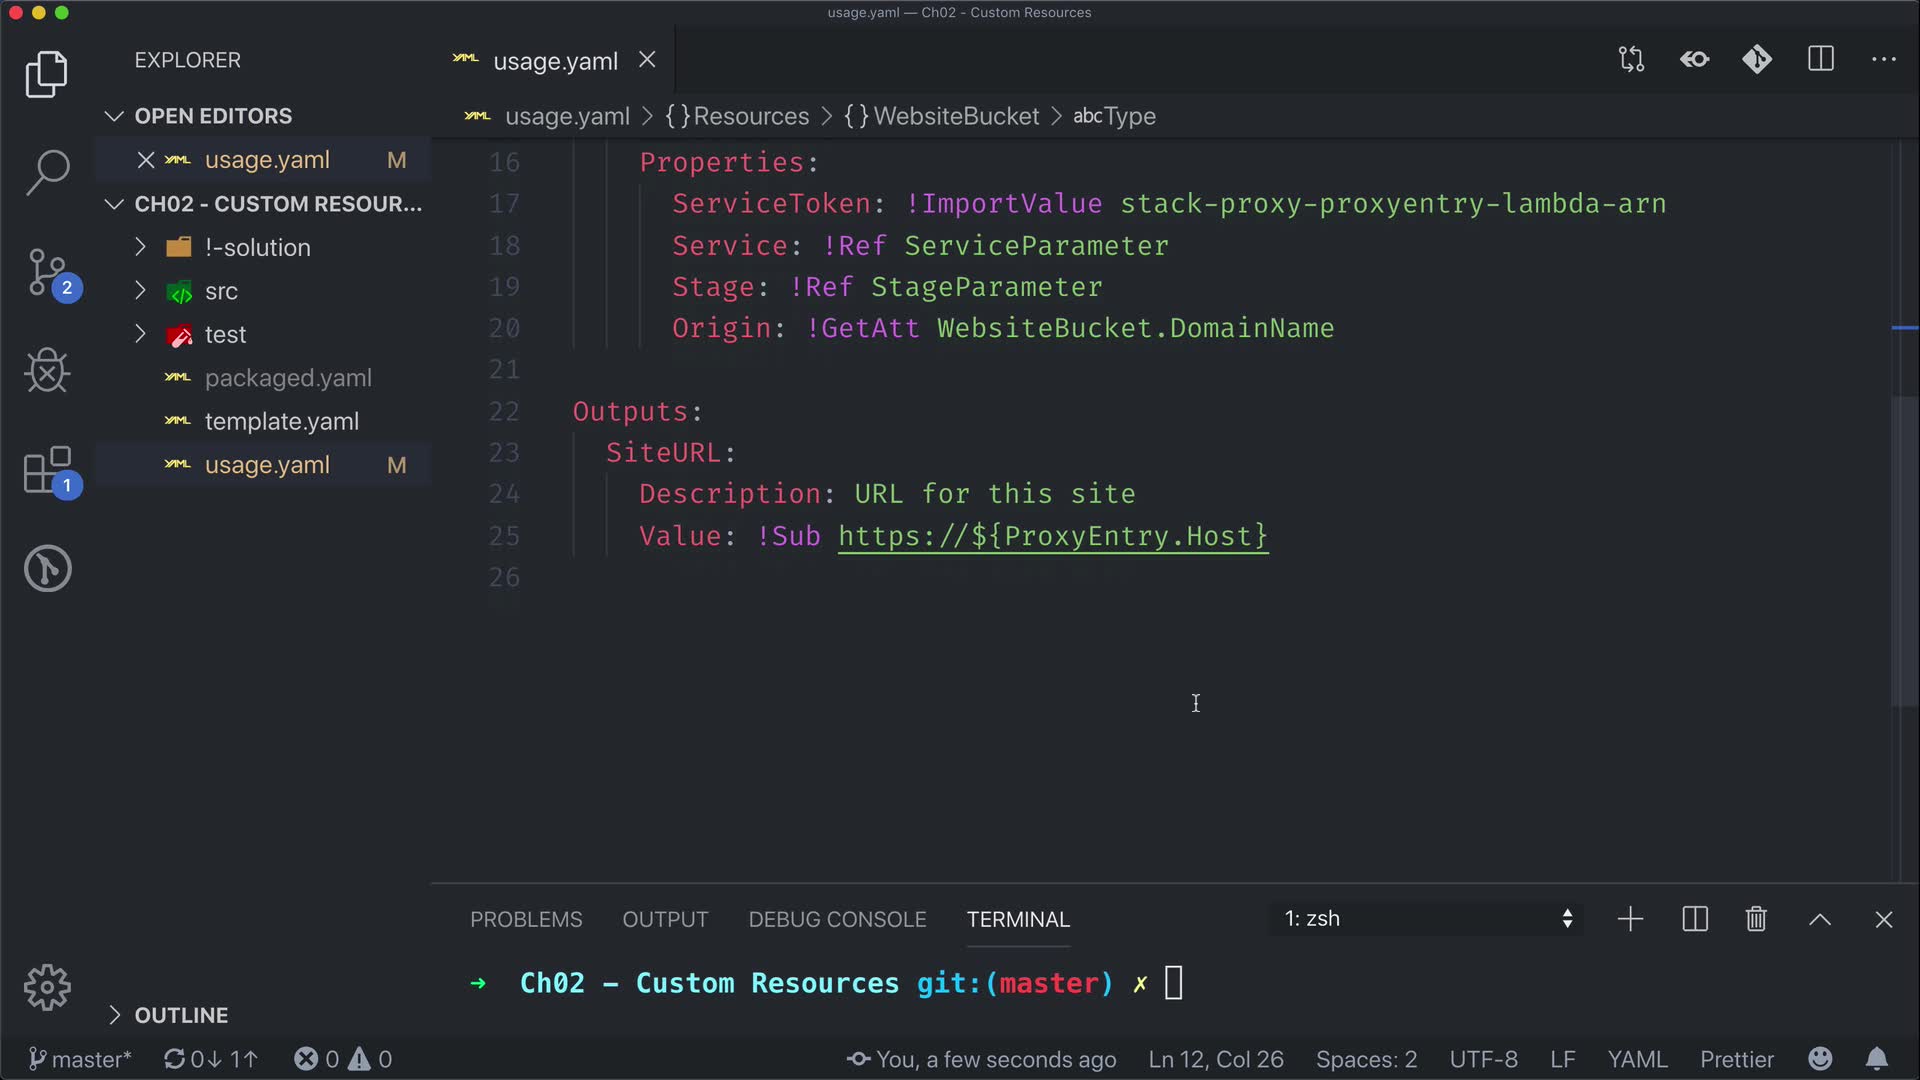 usage.yaml — Ch02 - Custom Resources
EXPLORER
OPEN EDITORS
usage.yaml M
CH02 - CUSTOM RESOUR...
!-solution
src
test
packaged.yaml
template.yaml
usage.yaml M
OUTLINE
2
1
usage.yaml
usage.yaml > {} Resources > {} WebsiteBucket > abc Type
16 Properties:
17 ServiceToken: !ImportValue stack-proxy-proxyentry-lambda-arn
18 Service: !Ref ServiceParameter
19 Stage: !Ref StageParameter
20 Origin: !GetAtt WebsiteBucket.DomainName
21
22 Outputs:
23 SiteURL:
24 Description: URL for this site
25 Value: !Sub https://${ProxyEntry.Host}
26
PROBLEMS OUTPUT DEBUG CONSOLE TERMINAL 1: zsh
→ Ch02 - Custom Resources git:(master) ✗
master* 0↓ 1↑ 0 0 You, a few seconds ago Ln 12, Col 26 Spaces: 2 UTF-8 LF YAML Prettier